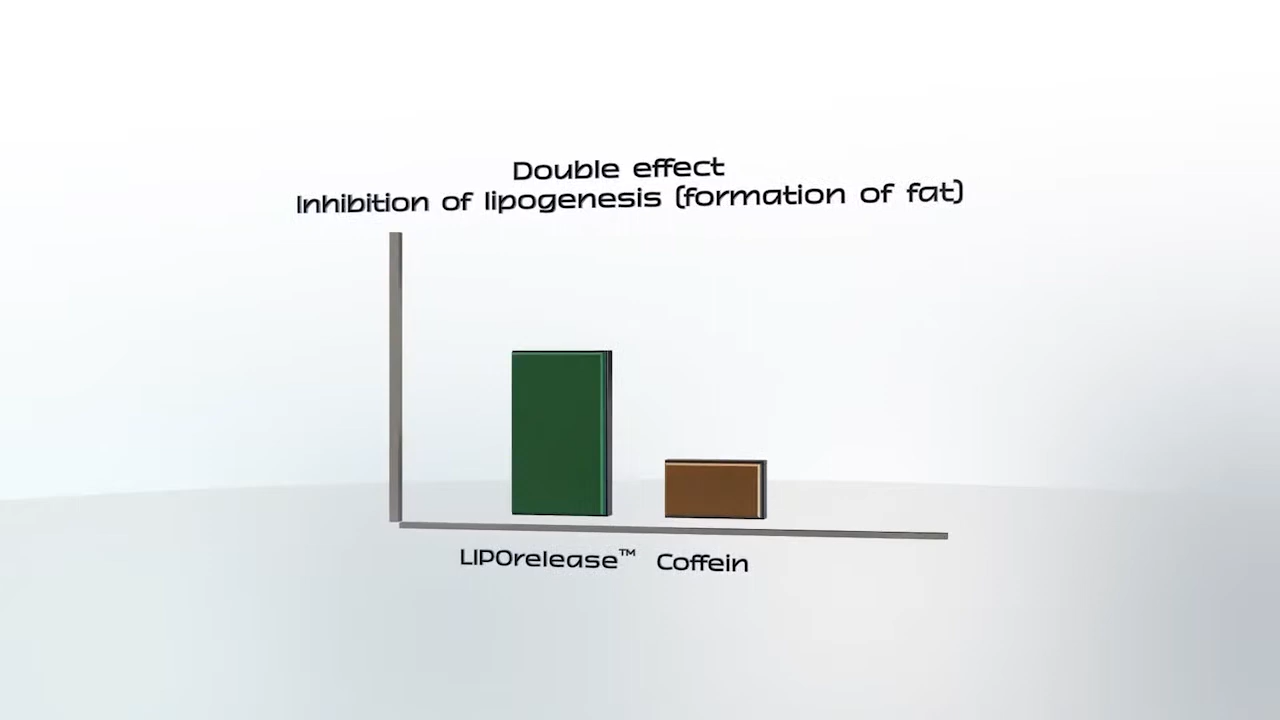 Double effect
Inhibition of lipogenesis (formation of fat)
LIPOrelease™ Coffein